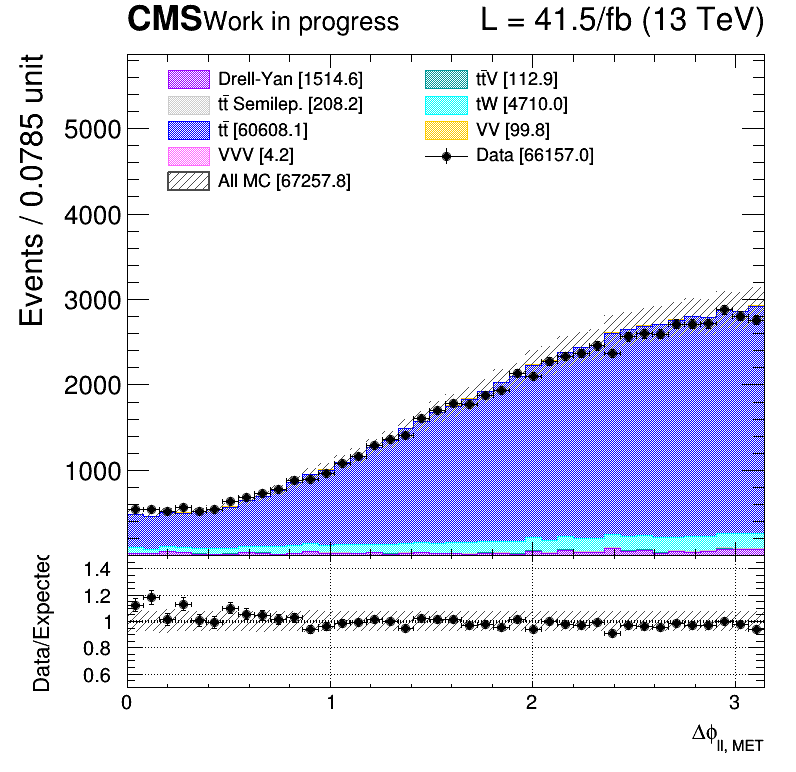 CMS Work in progress L = 41.5/fb (13 TeV)
Events / 0.0785 unit
Drell-Yan [1514.6]
tt̄ Semilep. [208.2]
tt̄ [60608.1]
VVV [4.2]
All MC [67257.8]
tt̄V [112.9]
tW [4710.0]
VV [99.8]
Data [66157.0]
5000
4000
3000
2000
1000
Data/Expected
1.4
1.2
1
0.8
0.6
0 1 2 3
Δϕll, MET